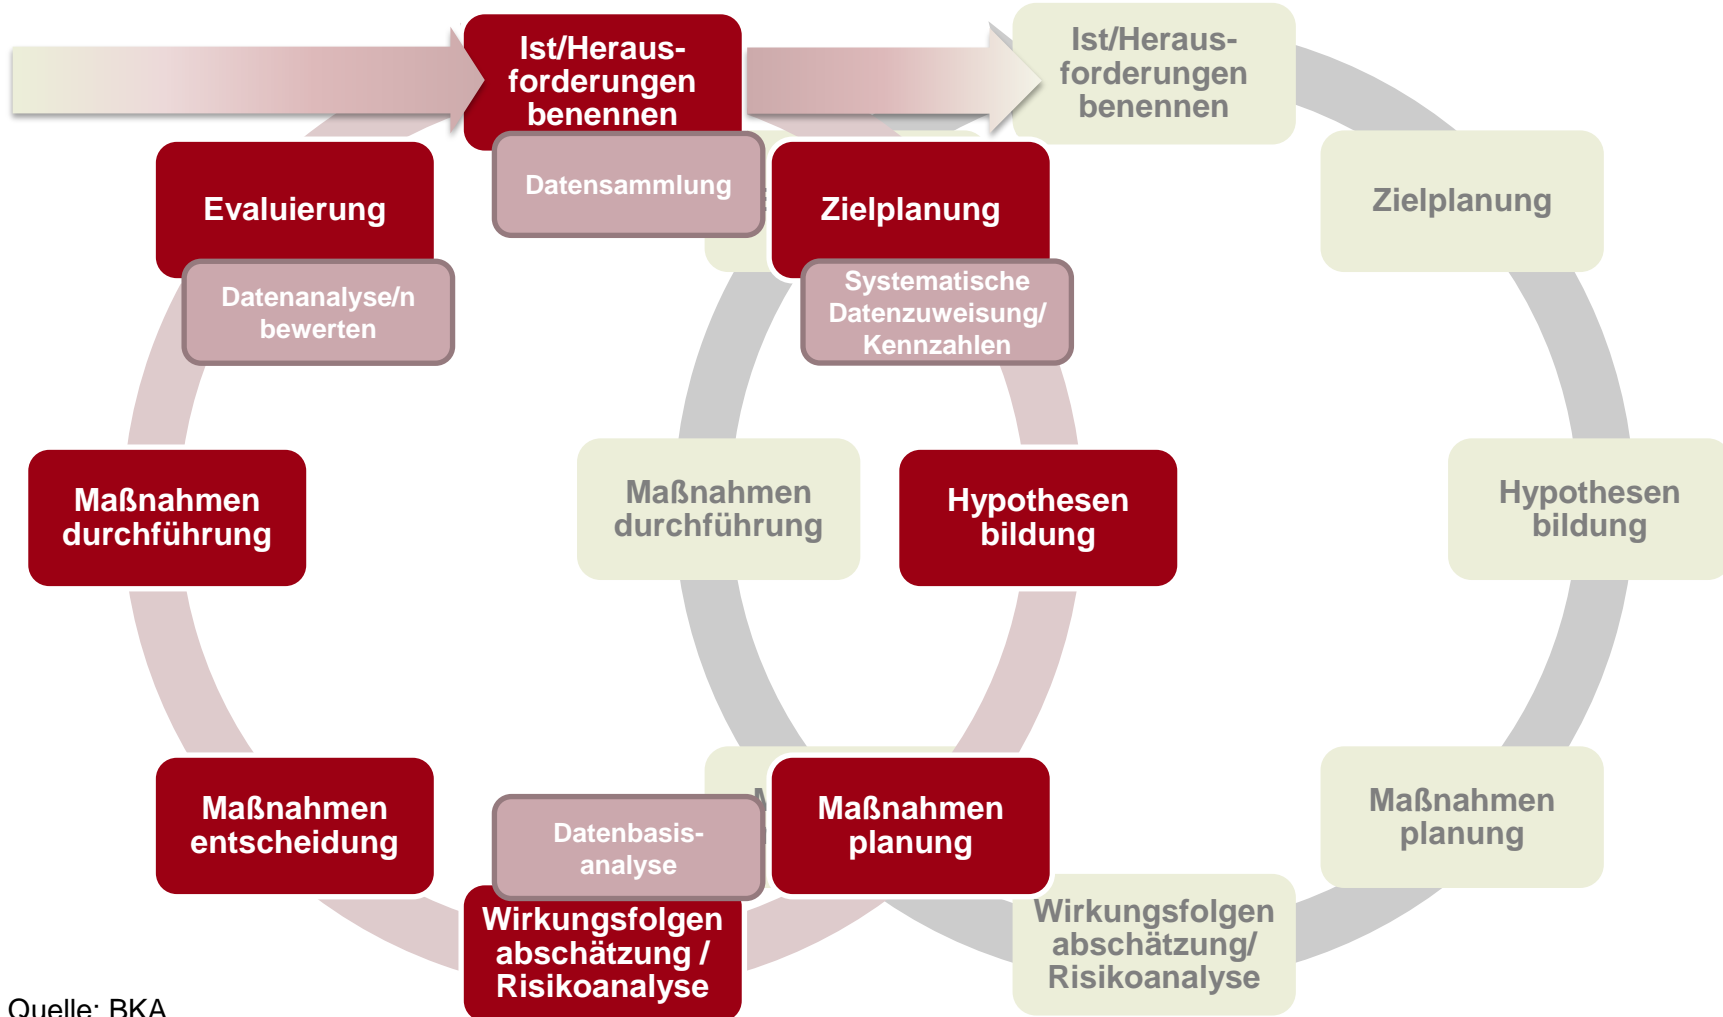 Ist/Heraus-
forderungen
benennen
Datensammlung
Zielplanung
Systematische
Datenzuweisung/
Kennzahlen
Hypothesen
bildung
Maßnahmen
planung
Datenbasis-
analyse
Wirkungsfolgen
abschätzung /
Risikoanalyse
Maßnahmen
entscheidung
Maßnahmen
durchführung
Evaluierung
Datenanalyse/n
bewerten
Ist/Heraus-
forderungen
benennen
Zielplanung
Hypothesen
bildung
Maßnahmen
planung
Wirkungsfolgen
abschätzung/
Risikoanalyse
Maßnahmen
durchführung
Quelle: BKA